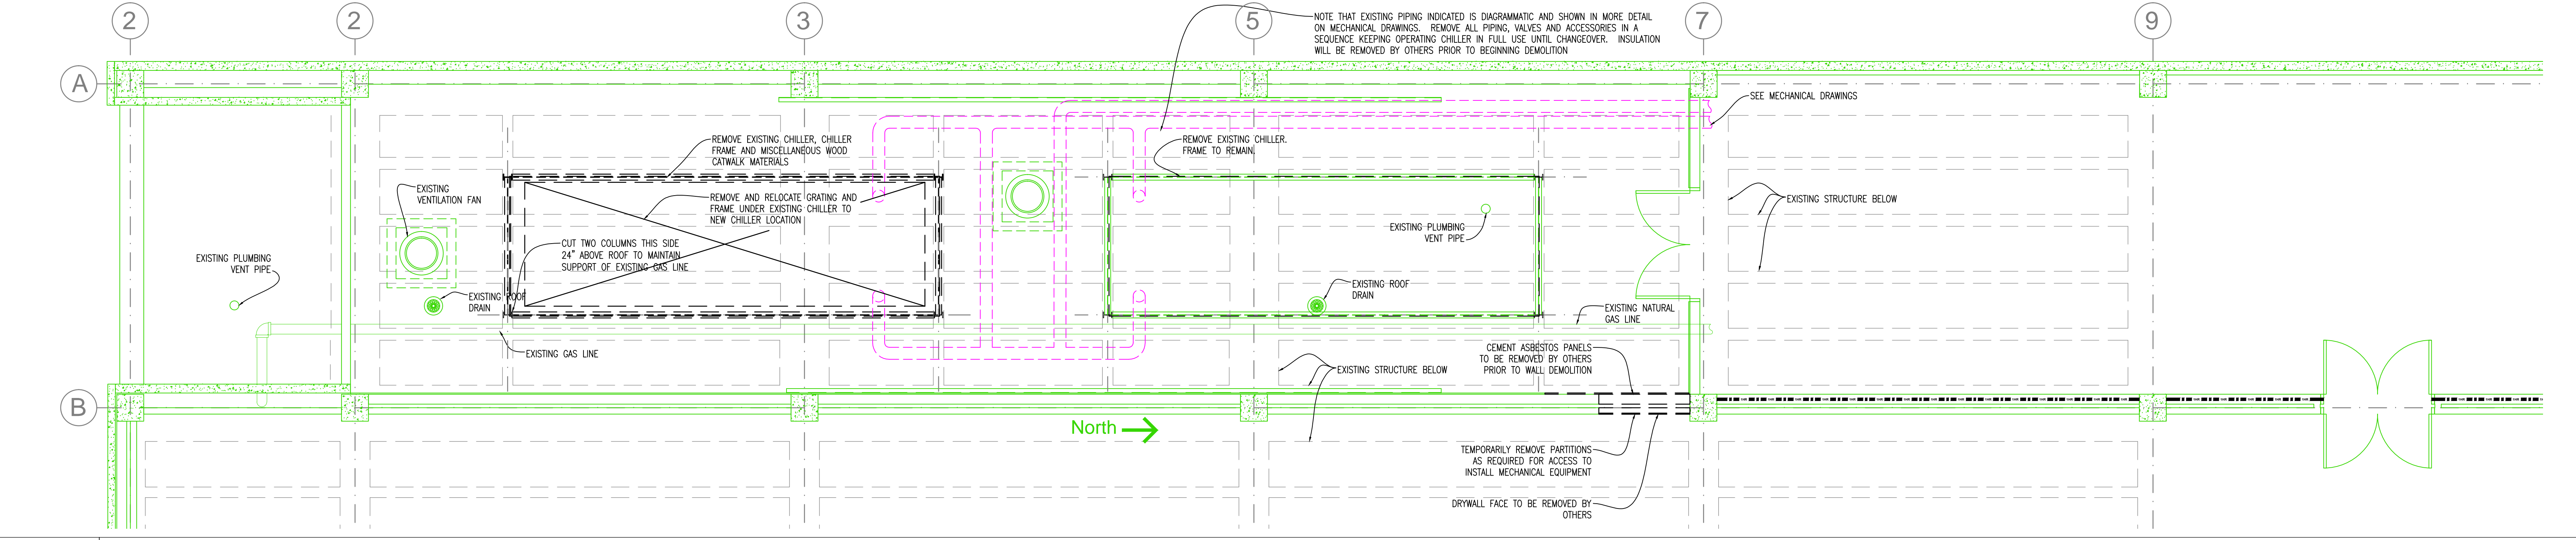 2
2
3
5
7
9
A
B
NOTE THAT EXISTING PIPING INDICATED IS DIAGRAMMATIC AND SHOWN IN MORE DETAIL
ON MECHANICAL DRAWINGS. REMOVE ALL PIPING, VALVES AND ACCESSORIES IN A
SEQUENCE KEEPING OPERATING CHILLER IN FULL USE UNTIL CHANGEOVER. INSULATION
WILL BE REMOVED BY OTHERS PRIOR TO BEGINNING DEMOLITION
SEE MECHANICAL DRAWINGS
REMOVE EXISTING CHILLER, CHILLER
FRAME AND MISCELLANEOUS WOOD
CATWALK MATERIALS
REMOVE EXISTING CHILLER.
FRAME TO REMAIN.
EXISTING
VENTILATION FAN
REMOVE AND RELOCATE GRATING AND
FRAME UNDER EXISTING CHILLER TO
NEW CHILLER LOCATION
EXISTING STRUCTURE BELOW
EXISTING PLUMBING
VENT PIPE
CUT TWO COLUMNS THIS SIDE
24" ABOVE ROOF TO MAINTAIN
SUPPORT OF EXISTING GAS LINE
EXISTING PLUMBING
VENT PIPE
EXISTING ROOF
DRAIN
EXISTING ROOF
DRAIN
EXISTING NATURAL
GAS LINE
EXISTING GAS LINE
CEMENT ASBESTOS PANELS
TO BE REMOVED BY OTHERS
PRIOR TO WALL DEMOLITION
EXISTING STRUCTURE BELOW
North
TEMPORARILY REMOVE PARTITIONS
AS REQUIRED FOR ACCESS TO
INSTALL MECHANICAL EQUIPMENT
DRYWALL FACE TO BE REMOVED BY
OTHERS